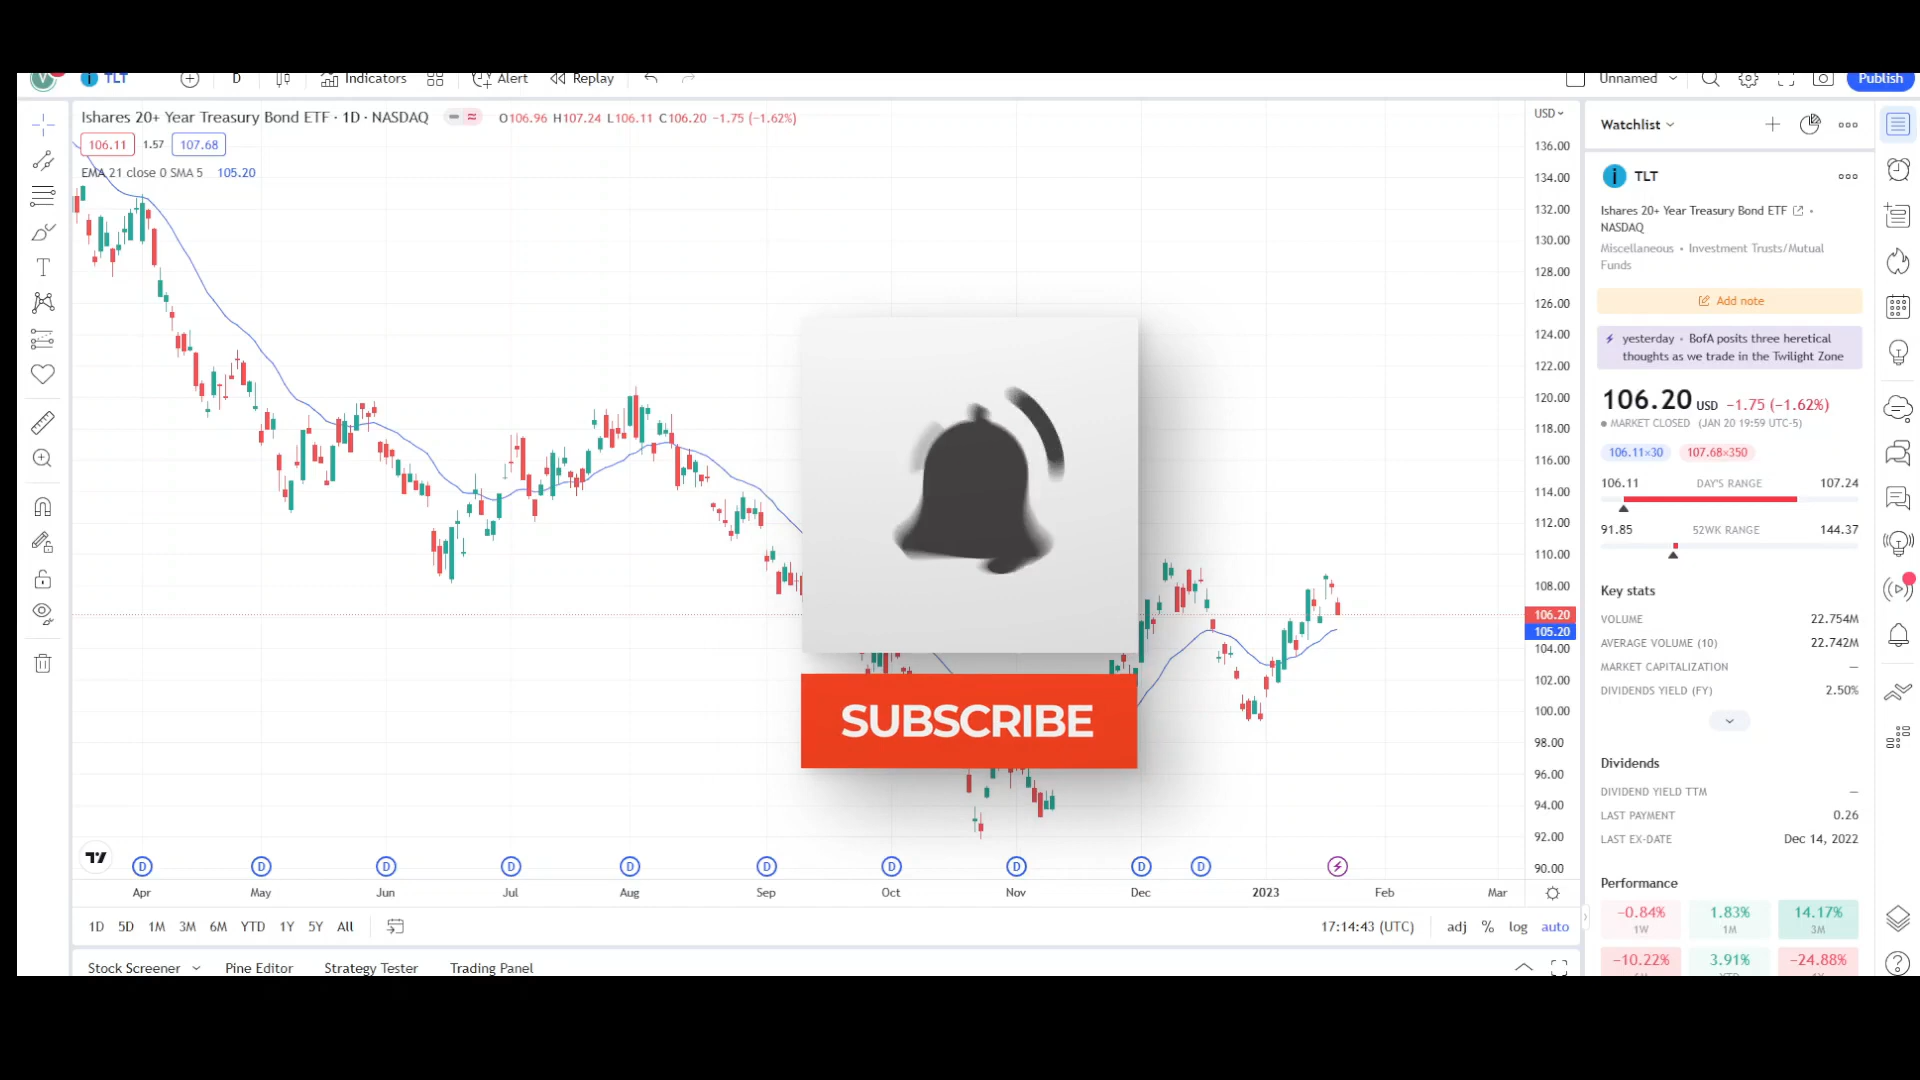 TLT
D
Indicators
Alert
Replay
Unnamed
Publish
Ishares 20+ Year Treasury Bond ETF · 1D · NASDAQ
O106.96 H107.24 L106.11 C106.20 −1.75 (−1.62%)
106.11 1.57 107.68
EMA 21 close 0 SMA 5 105.20
USD
136.00
134.00
132.00
130.00
128.00
126.00
124.00
122.00
120.00
118.00
116.00
114.00
112.00
110.00
108.00
106.20
105.20
104.00
102.00
100.00
98.00
96.00
94.00
92.00
90.00
SUBSCRIBE
D D D D D D D D D D
Apr May Jun Jul Aug Sep Oct Nov Dec 2023 Feb Mar
1D 5D 1M 3M 6M YTD 1Y 5Y All
17:14:43 (UTC) adj % log auto
Stock Screener Pine Editor Strategy Tester Trading Panel
Watchlist
TLT
Ishares 20+ Year Treasury Bond ETF •
NASDAQ
Miscellaneous • Investment Trusts/Mutual
Funds
Add note
yesterday • BofA posits three heretical
thoughts as we trade in the Twilight Zone
106.20 USD −1.75 (−1.62%)
MARKET CLOSED (JAN 20 19:59 UTC-5)
106.11×30 107.68×350
106.11 DAY'S RANGE 107.24
91.85 52WK RANGE 144.37
Key stats
VOLUME 22.754M
AVERAGE VOLUME (10) 22.742M
MARKET CAPITALIZATION —
DIVIDENDS YIELD (FY) 2.50%
Dividends
DIVIDEND YIELD TTM —
LAST PAYMENT 0.26
LAST EX-DATE Dec 14, 2022
Performance
−0.84% 1.83% 14.17%
1W 1M 3M
−10.22% 3.91% −24.88%